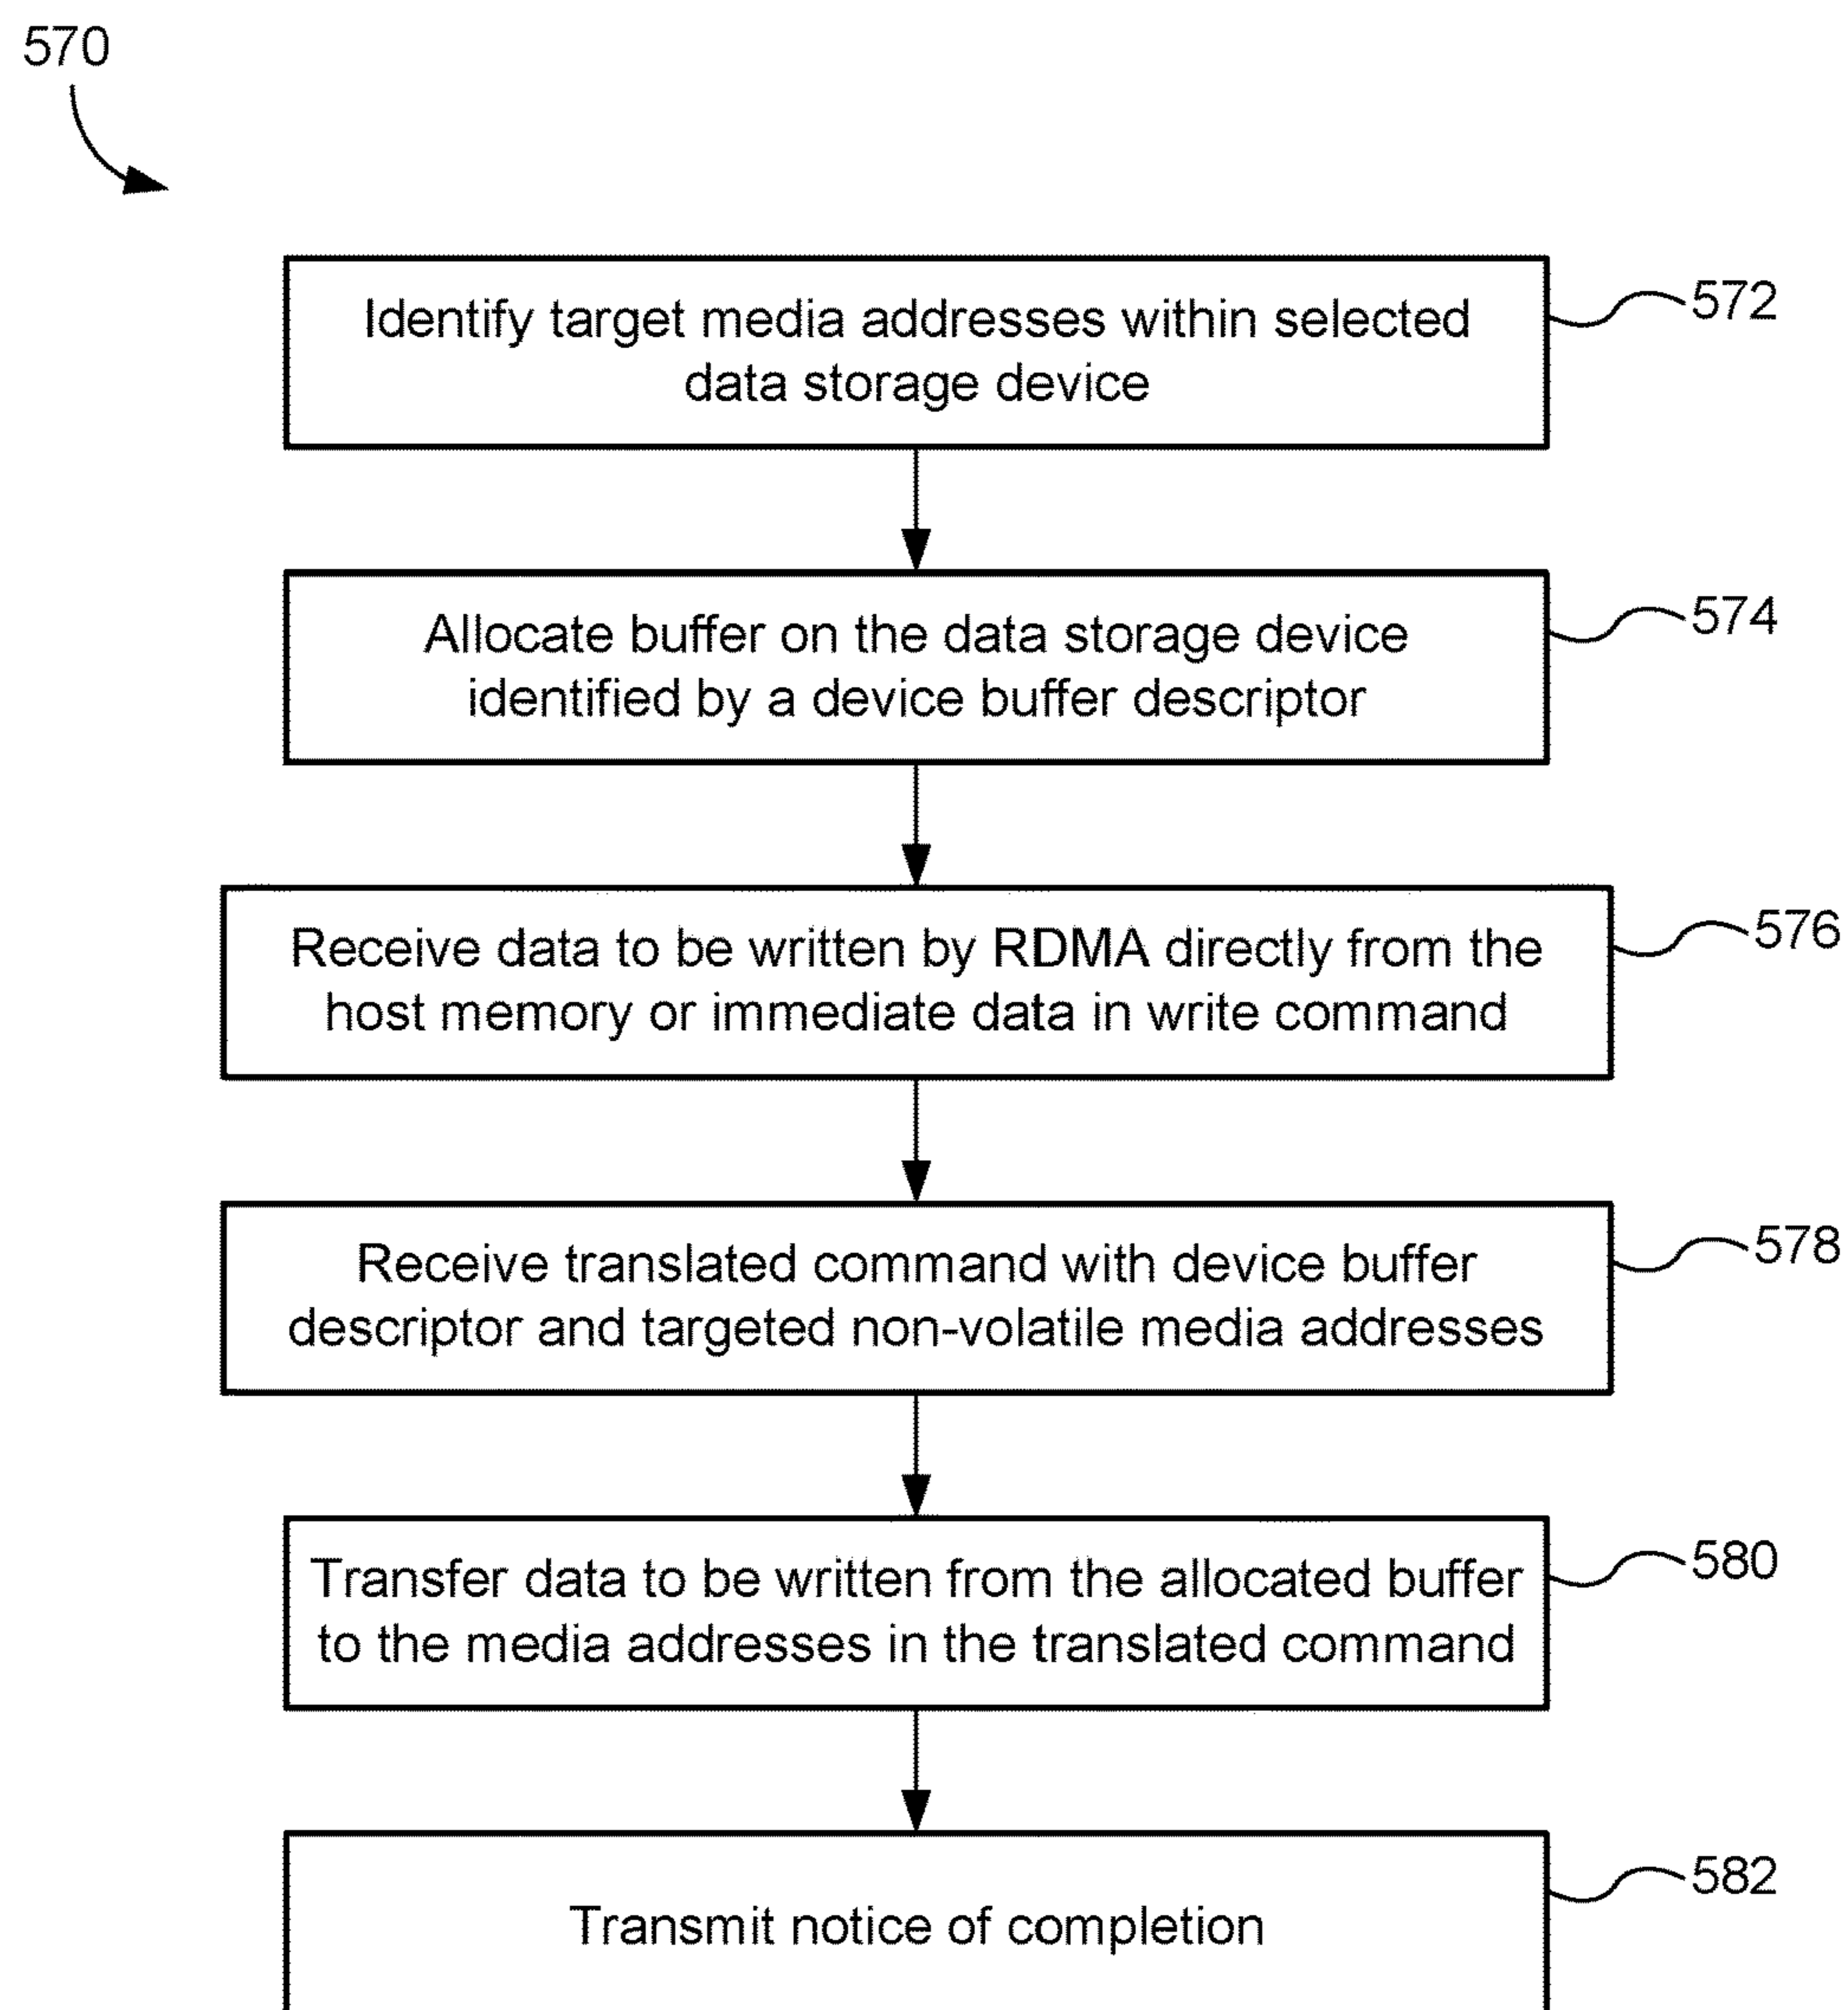 570
Identify target media addresses within selected
data storage device
572
Allocate buffer on the data storage device
identified by a device buffer descriptor
574
Receive data to be written by RDMA directly from the
host memory or immediate data in write command
576
Receive translated command with device buffer
descriptor and targeted non-volatile media addresses
578
Transfer data to be written from the allocated buffer
to the media addresses in the translated command
580
Transmit notice of completion
582